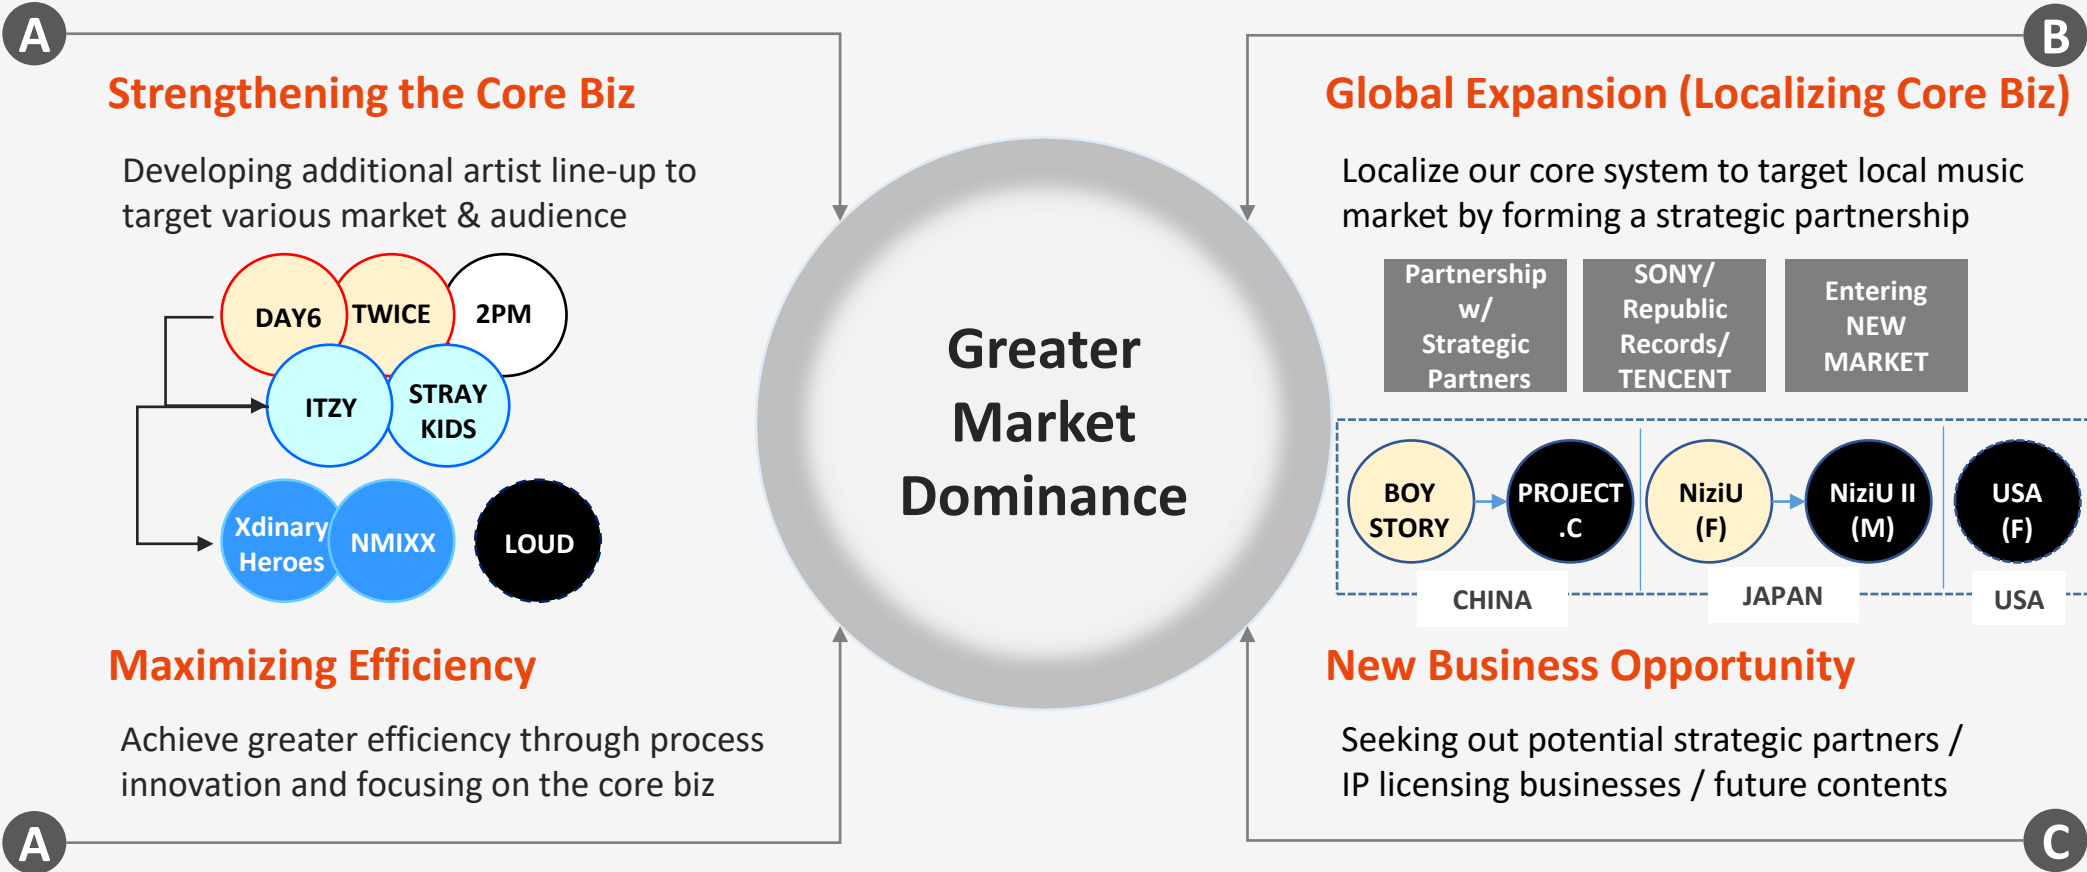 A
Strengthening the Core Biz
Developing additional artist line-up to
target various market & audience
DAY6
TWICE
2PM
ITZY
STRAY
KIDS
Xdinary
Heroes
NMIXX
LOUD
A
Maximizing Efficiency
Achieve greater efficiency through process
innovation and focusing on the core biz
Greater
Market
Dominance
B
Global Expansion (Localizing Core Biz)
Localize our core system to target local music
market by forming a strategic partnership
Partnership
w/
Strategic
Partners
SONY/
Republic
Records/
TENCENT
Entering
NEW
MARKET
BOY
STORY
PROJECT
.C
NiziU
(F)
NiziU II
(M)
USA
(F)
CHINA
JAPAN
USA
New Business Opportunity
Seeking out potential strategic partners /
IP licensing businesses / future contents
C